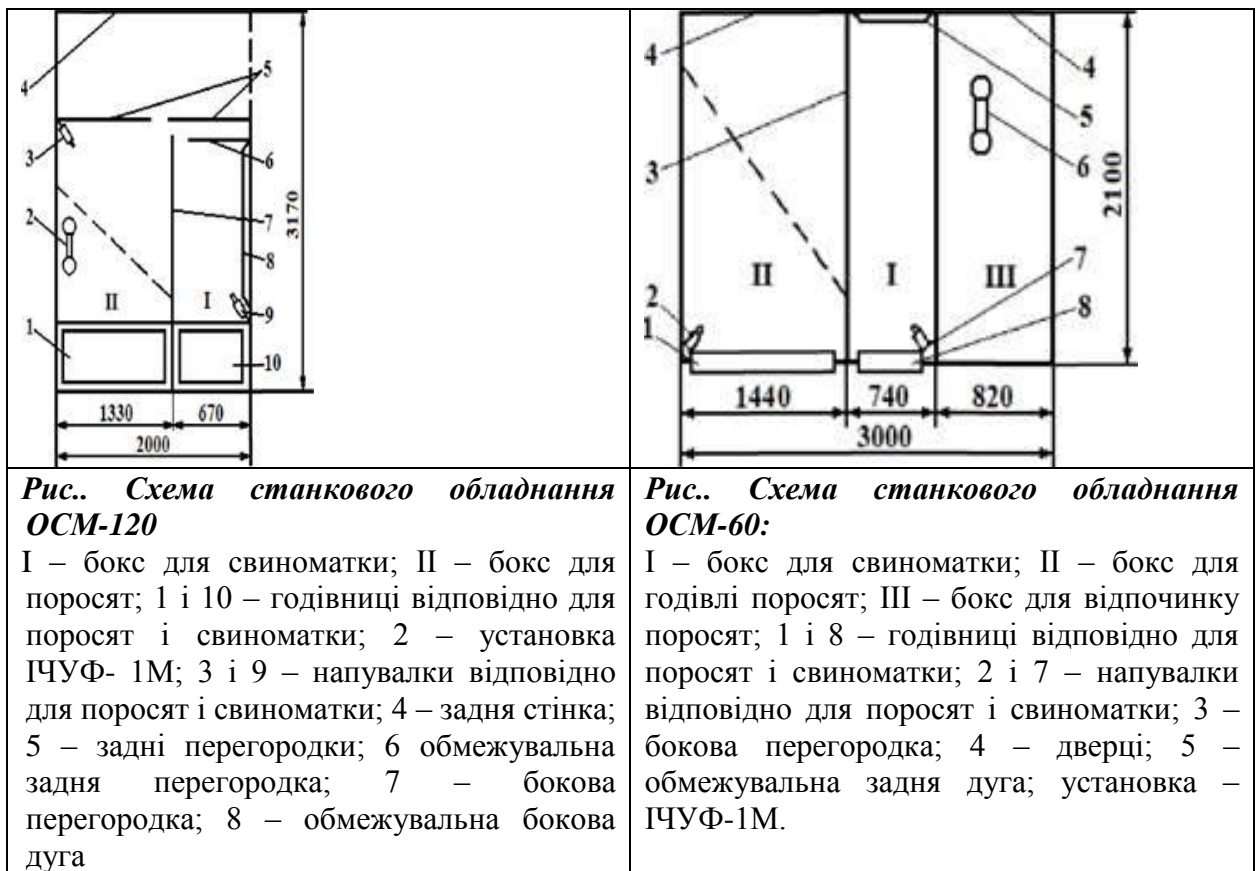 4
5
3
6
2
7
3170
8
II
I
9
1
10
1330
670
2000
4
4
5
3
6
2100
II
I
III
7
2
8
1
1440
740
820
3000
Рис.. Схема станкового обладнання
ОСМ-120
І – бокс для свиноматки; ІІ – бокс для
поросят; 1 і 10 – годівниці відповідно для
поросят і свиноматки; 2 – установка
ІЧУФ- 1М; 3 і 9 – напувалки відповідно
для поросят і свиноматки; 4 – задня стінка;
5 – задні перегородки; 6 обмежувальна
задня перегородка; 7 – бокова
перегородка; 8 – обмежувальна бокова
дуга
Рис.. Схема станкового обладнання
ОСМ-60:
І – бокс для свиноматки; ІІ – бокс для
годівлі поросят; ІІІ – бокс для відпочинку
поросят; 1 і 8 – годівниці відповідно для
поросят і свиноматки; 2 і 7 – напувалки
відповідно для поросят і свиноматки; 3 –
бокова перегородка; 4 – дверці; 5 –
обмежувальна задня дуга; установка –
ІЧУФ-1М.